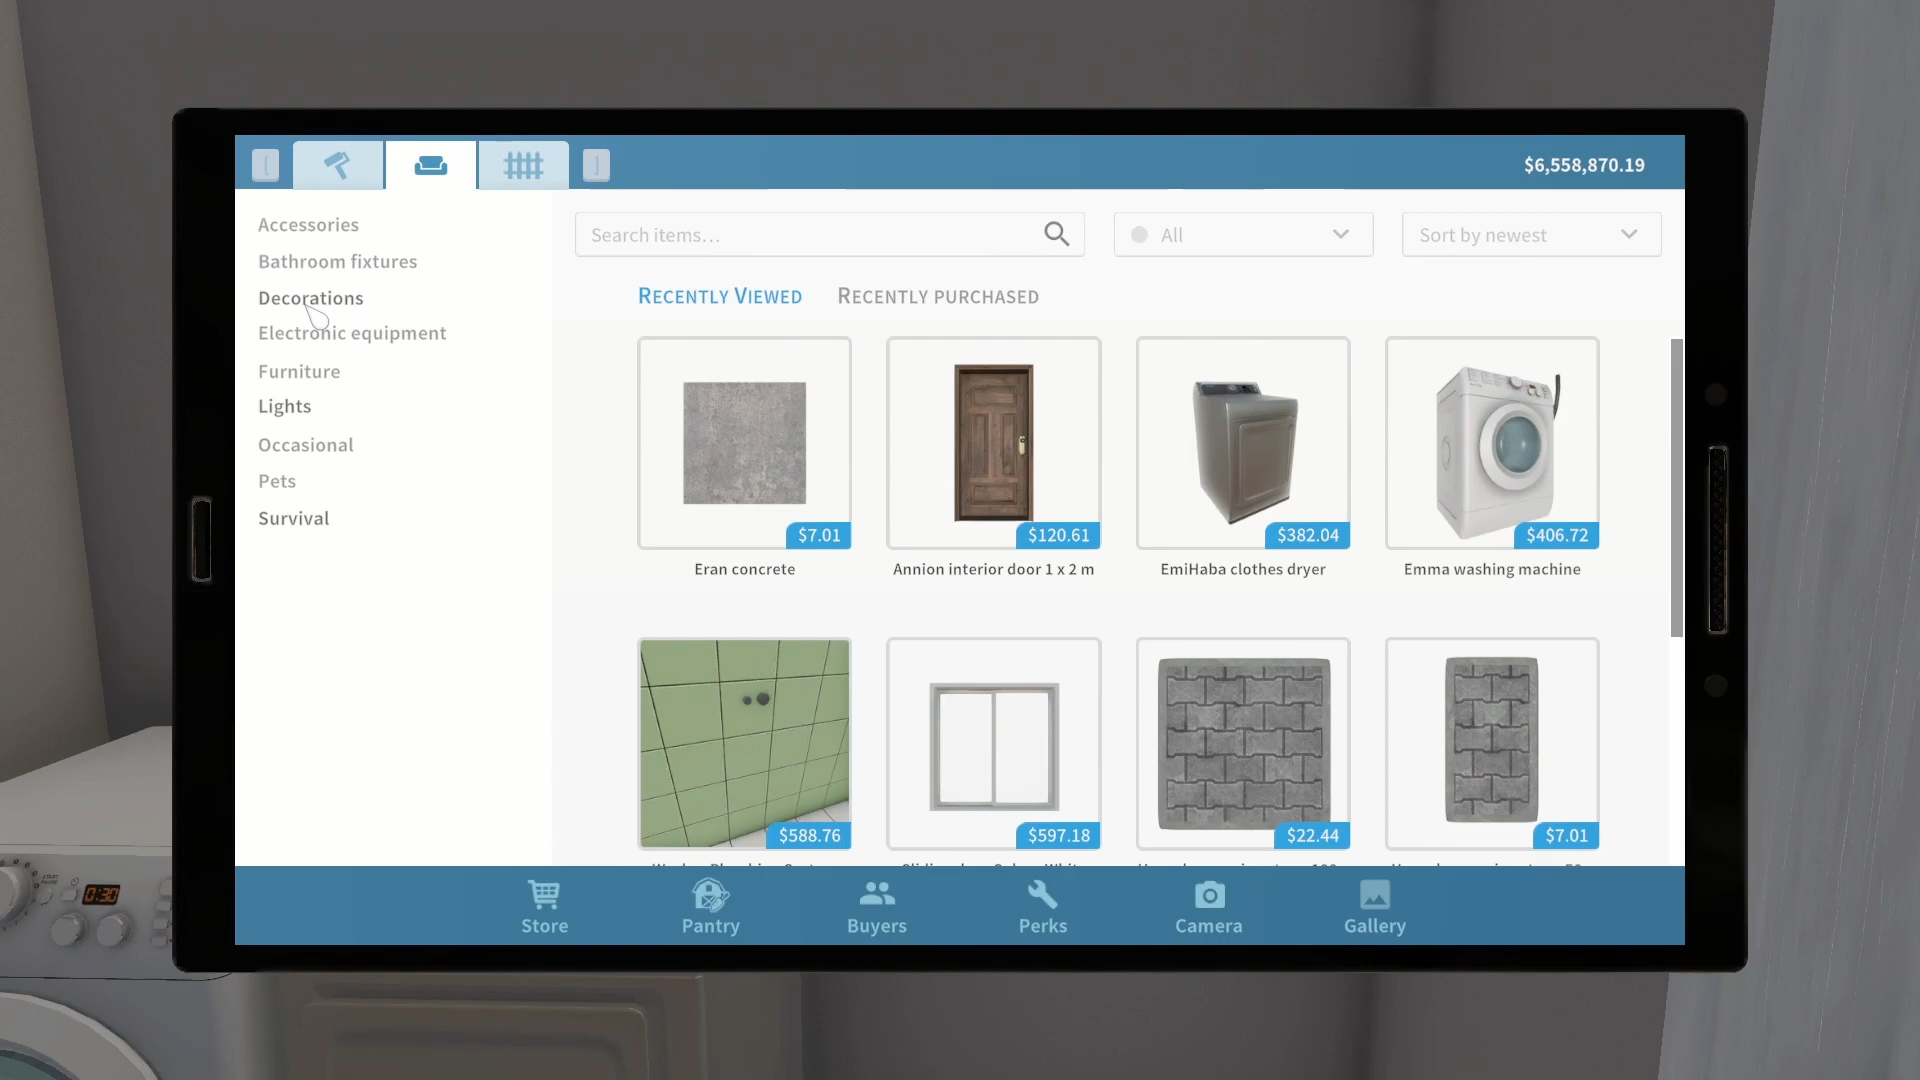 [
]
$6,558,870.19
Accessories
Bathroom fixtures
Decorations
Electronic equipment
Furniture
Lights
Occasional
Pets
Survival
Search items...
All
Sort by newest
RECENTLY VIEWED
RECENTLY PURCHASED
$7.01
$120.61
$382.04
$406.72
Eran concrete
Annion interior door 1 x 2 m
EmiHaba clothes dryer
Emma washing machine
$588.76
$597.18
$22.44
$7.01
Store
Pantry
Buyers
Perks
Camera
Gallery
0:30